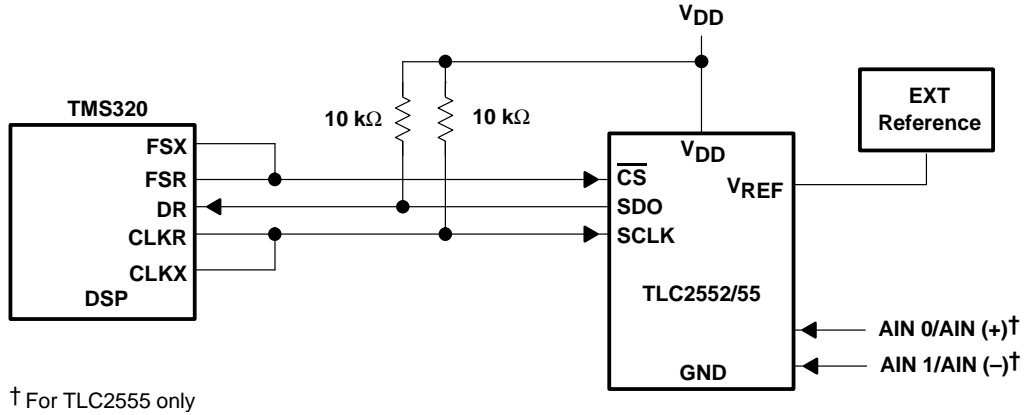 VDD
TMS320
FSX
FSR
DR
CLKR
CLKX
DSP
10 kΩ
10 kΩ
EXT
Reference
VDD
CS
VREF
SDO
SCLK
TLC2552/55
AIN 0/AIN (+)†
AIN 1/AIN (–)†
GND
† For TLC2555 only